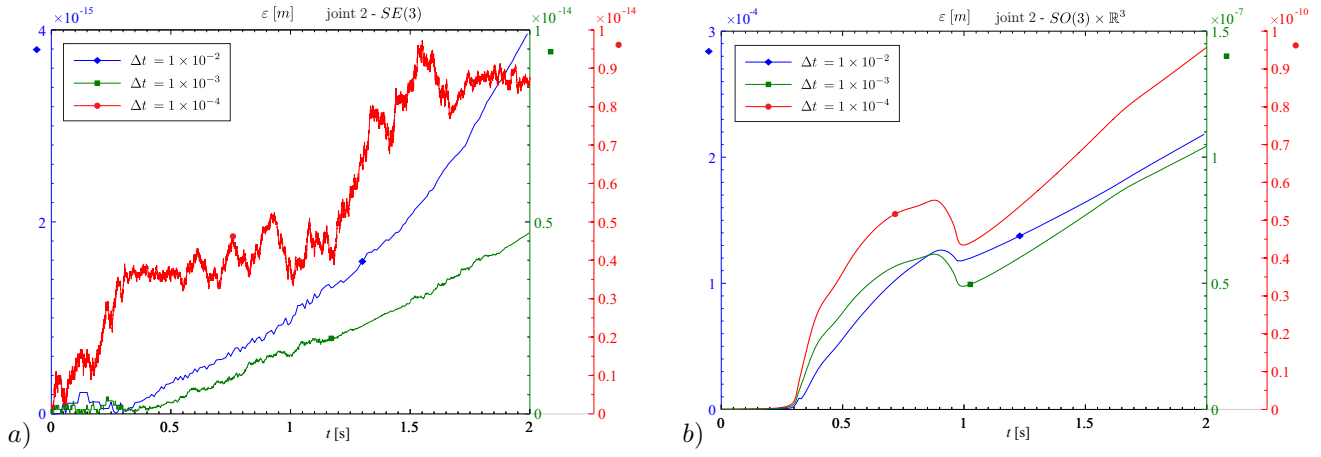 ×10⁻¹⁵ ε [m] joint 2 - SE(3) ×10⁻¹⁴ ×10⁻¹⁴
4 1 1
Δt = 1 × 10⁻²
Δt = 1 × 10⁻³
Δt = 1 × 10⁻⁴
0.9
0.8
0.7
0.6
2 0.5 0.5
0.4
0.3
0.2
0.1
0 0 0
0 0.5 1 1.5 2
t [s]
a)
×10⁻⁴ ε [m] joint 2 - SO(3) × ℝ³ ×10⁻⁷ ×10⁻¹⁰
3 1.5 1
Δt = 1 × 10⁻²
Δt = 1 × 10⁻³
Δt = 1 × 10⁻⁴
0.9
0.8
0.7
2 1
0.6
0.5
0.4
1 0.5
0.3
0.2
0.1
0 0 0
0 0.5 1 1.5 2
t [s]
b)